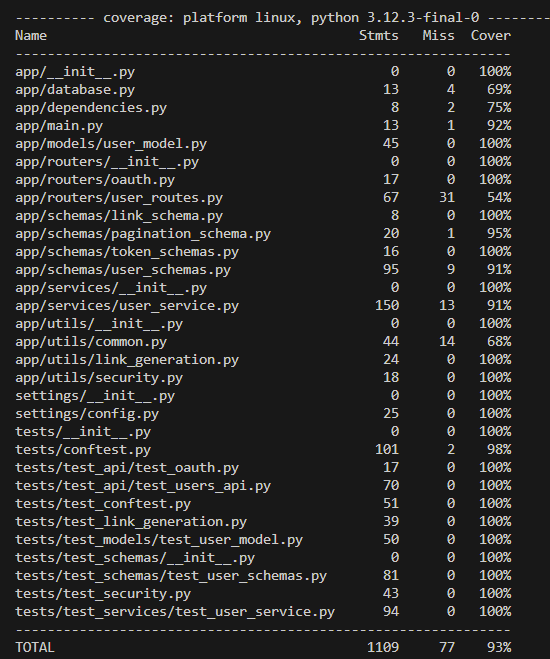 ---------- coverage: platform linux, python 3.12.3-final-0 --------
Name                                        Stmts   Miss  Cover
---------------------------------------------------------------
app/__init__.py                                 0      0   100%
app/database.py                                13      4    69%
app/dependencies.py                             8      2    75%
app/main.py                                    13      1    92%
app/models/user_model.py                       45      0   100%
app/routers/__init__.py                         0      0   100%
app/routers/oauth.py                           17      0   100%
app/routers/user_routes.py                     67     31    54%
app/schemas/link_schema.py                      8      0   100%
app/schemas/pagination_schema.py               20      1    95%
app/schemas/token_schemas.py                   16      0   100%
app/schemas/user_schemas.py                    95      9    91%
app/services/__init__.py                        0      0   100%
app/services/user_service.py                  150     13    91%
app/utils/__init__.py                           0      0   100%
app/utils/common.py                            44     14    68%
app/utils/link_generation.py                   24      0   100%
app/utils/security.py                          18      0   100%
settings/__init__.py                            0      0   100%
settings/config.py                             25      0   100%
tests/__init__.py                               0      0   100%
tests/conftest.py                             101      2    98%
tests/test_api/test_oauth.py                   17      0   100%
tests/test_api/test_users_api.py               70      0   100%
tests/test_conftest.py                         51      0   100%
tests/test_link_generation.py                  39      0   100%
tests/test_models/test_user_model.py           50      0   100%
tests/test_schemas/__init__.py                  0      0   100%
tests/test_schemas/test_user_schemas.py        81      0   100%
tests/test_security.py                         43      0   100%
tests/test_services/test_user_service.py       94      0   100%
---------------------------------------------------------------
TOTAL                                        1109     77    93%